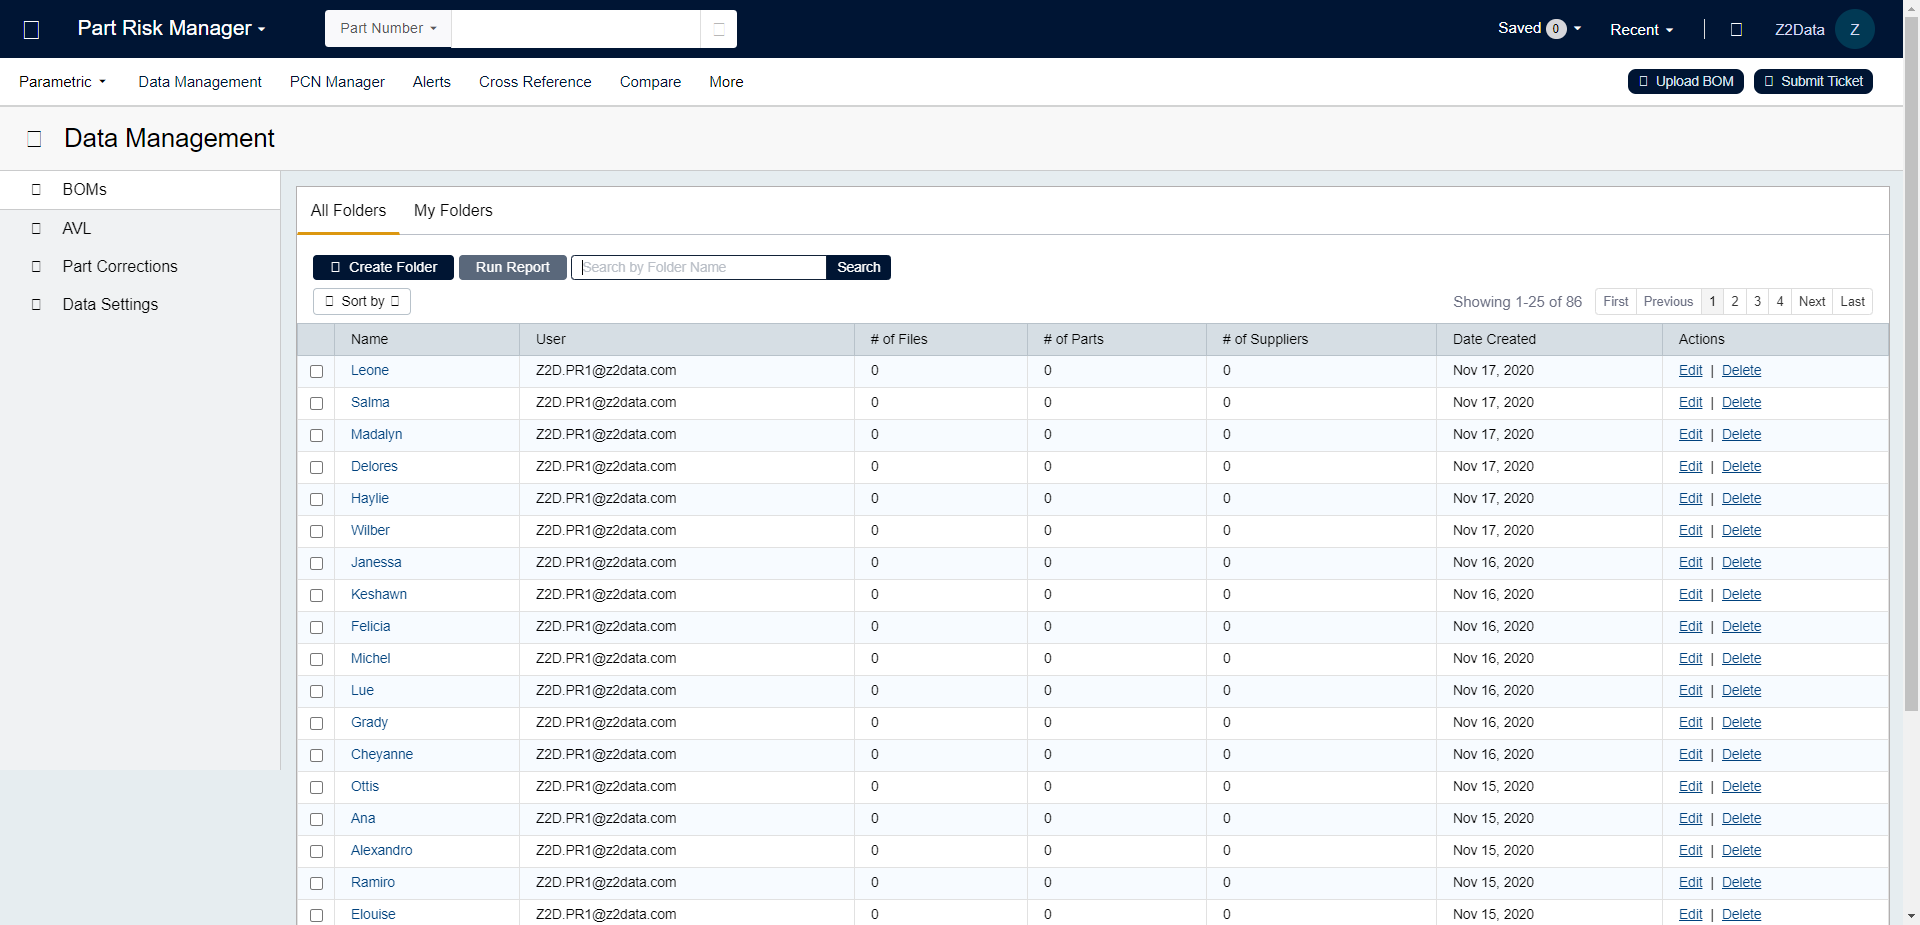 Part Risk Manager
Part Number
Saved 0
Recent
Z2Data Z
Parametric Data Management PCN Manager Alerts Cross Reference Compare More
Upload BOM Submit Ticket
Data Management
BOMs
AVL
Part Corrections
Data Settings
All Folders My Folders
Create Folder Run Report Search by Folder Name Search
Sort by
Showing 1-25 of 86 First Previous 1 2 3 4 Next Last
Name User # of Files # of Parts # of Suppliers Date Created Actions
Leone Z2D.PR1@z2data.com 0 0 0 Nov 17, 2020 Edit | Delete
Salma Z2D.PR1@z2data.com 0 0 0 Nov 17, 2020 Edit | Delete
Madalyn Z2D.PR1@z2data.com 0 0 0 Nov 17, 2020 Edit | Delete
Delores Z2D.PR1@z2data.com 0 0 0 Nov 17, 2020 Edit | Delete
Haylie Z2D.PR1@z2data.com 0 0 0 Nov 17, 2020 Edit | Delete
Wilber Z2D.PR1@z2data.com 0 0 0 Nov 17, 2020 Edit | Delete
Janessa Z2D.PR1@z2data.com 0 0 0 Nov 16, 2020 Edit | Delete
Keshawn Z2D.PR1@z2data.com 0 0 0 Nov 16, 2020 Edit | Delete
Felicia Z2D.PR1@z2data.com 0 0 0 Nov 16, 2020 Edit | Delete
Michel Z2D.PR1@z2data.com 0 0 0 Nov 16, 2020 Edit | Delete
Lue Z2D.PR1@z2data.com 0 0 0 Nov 16, 2020 Edit | Delete
Grady Z2D.PR1@z2data.com 0 0 0 Nov 16, 2020 Edit | Delete
Cheyanne Z2D.PR1@z2data.com 0 0 0 Nov 16, 2020 Edit | Delete
Ottis Z2D.PR1@z2data.com 0 0 0 Nov 15, 2020 Edit | Delete
Ana Z2D.PR1@z2data.com 0 0 0 Nov 15, 2020 Edit | Delete
Alexandro Z2D.PR1@z2data.com 0 0 0 Nov 15, 2020 Edit | Delete
Ramiro Z2D.PR1@z2data.com 0 0 0 Nov 15, 2020 Edit | Delete
Elouise Z2D.PR1@z2data.com 0 0 0 Nov 15, 2020 Edit | Delete